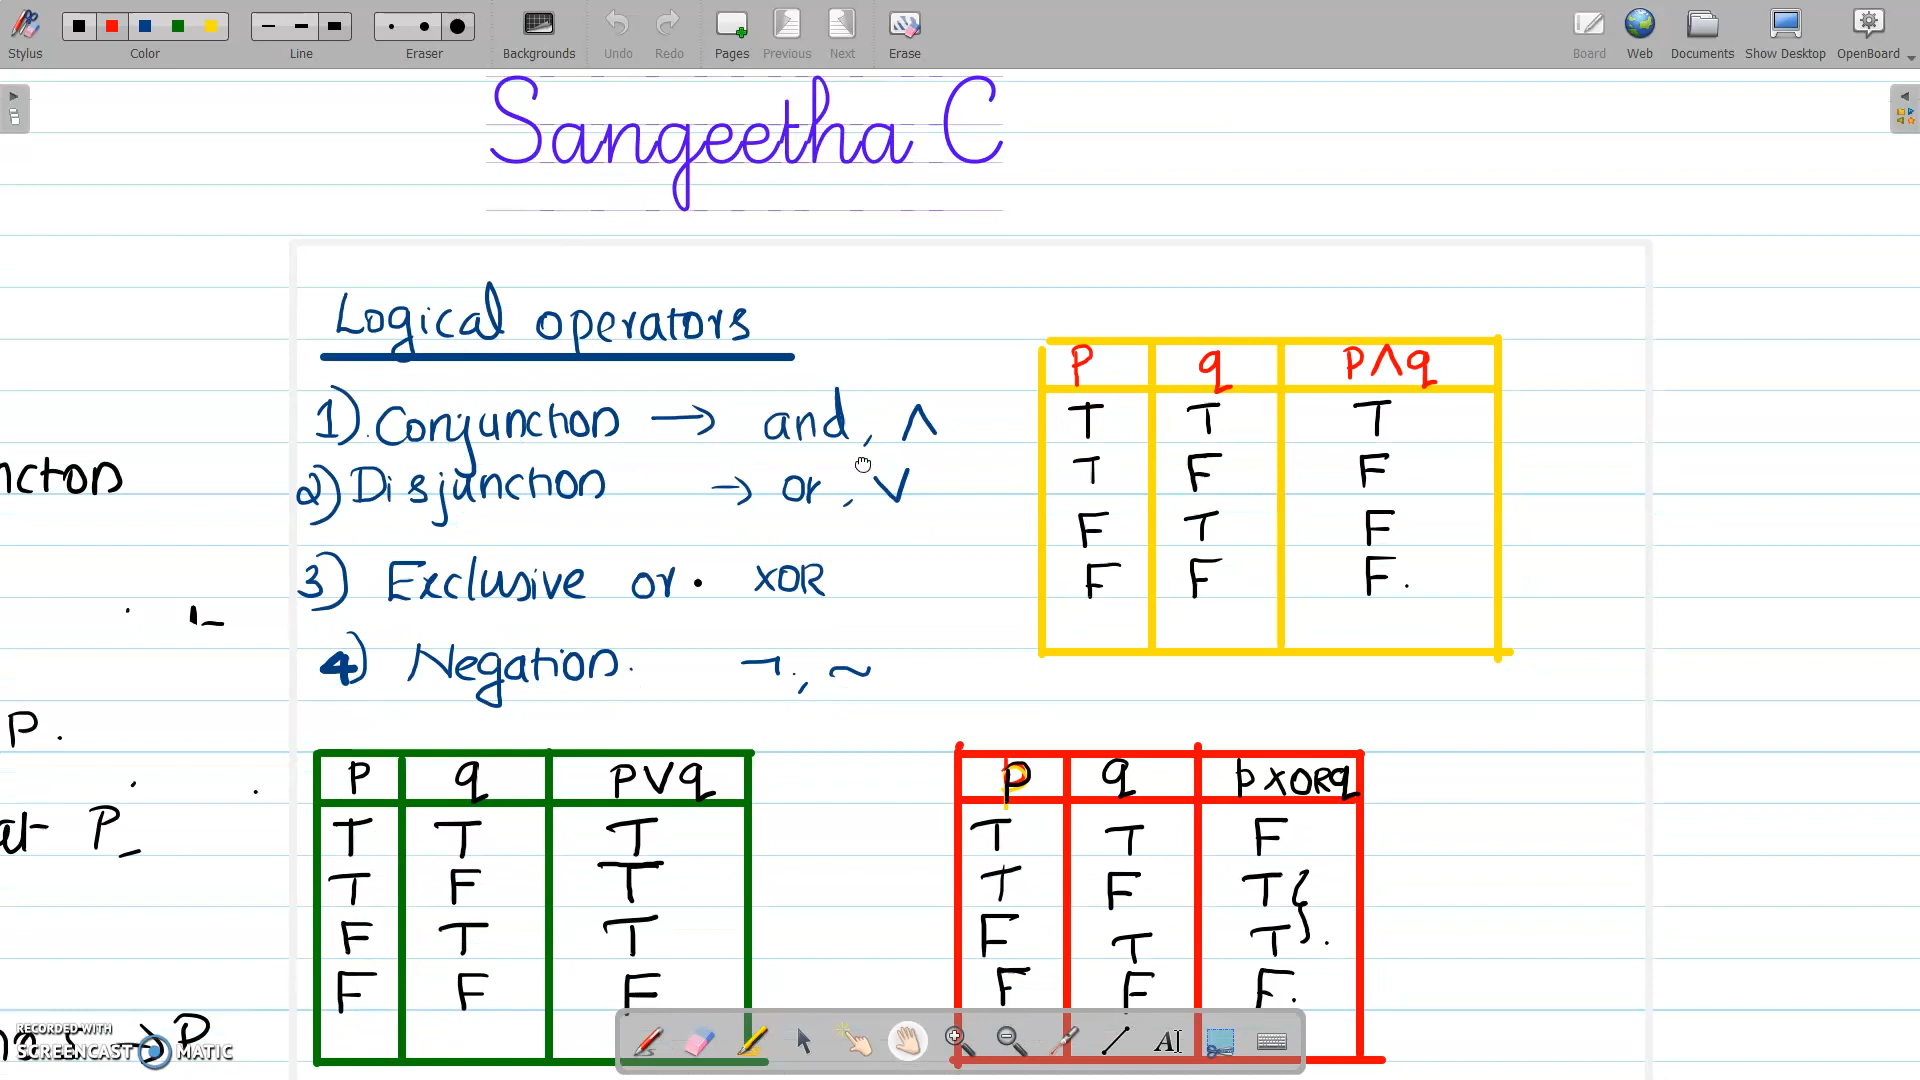 Stylus Color Line Eraser Backgrounds Undo Redo Pages Previous Next Erase Board Web Documents Show Desktop OpenBoard
Sangeetha C
Logical operators
1). Conjunction → and, ∧
2) Disjunction → or, ∨
3) Exclusive or. XOR
4) Negation. ¬., ~
p q p∧q
T T T
T F F
F T F
F F F.
p q p∨q
T T T
T F T
F T T
F F F
p q p XOR q
T T F
T F T
F T T.
F F F.
P.
P_
→ P
RECORDED WITH
SCREENCAST MATIC